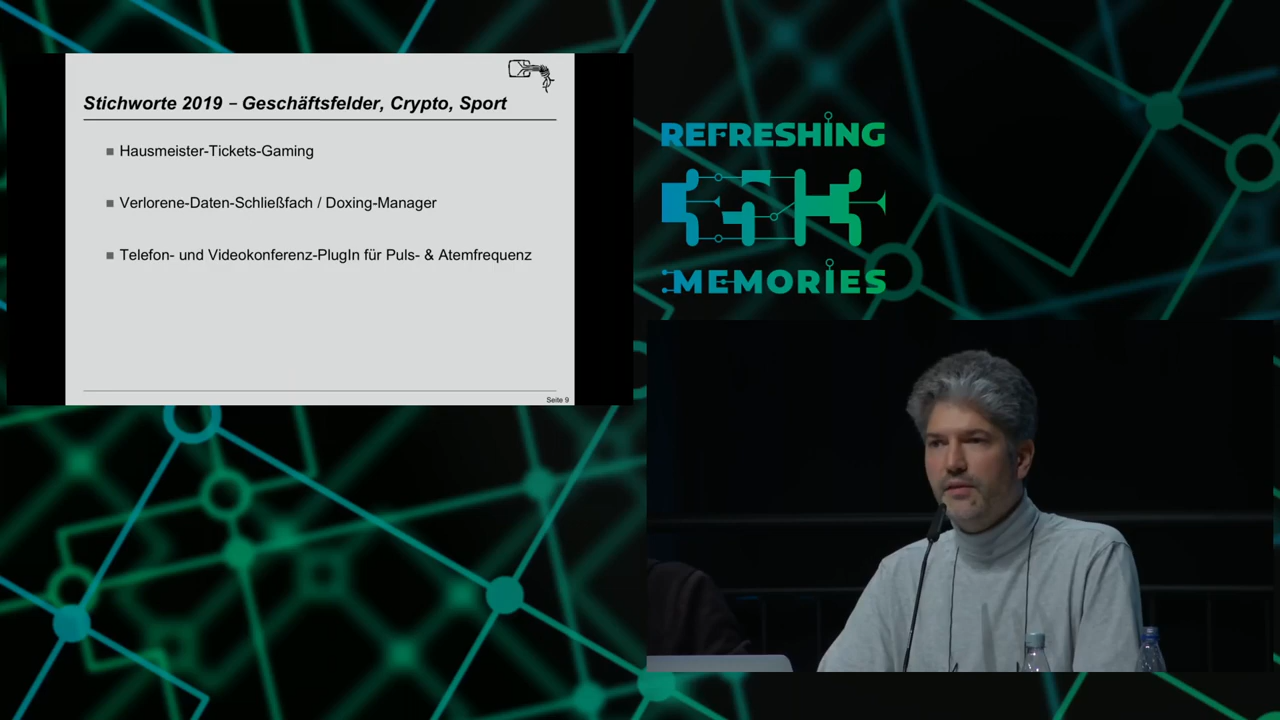 Stichworte 2019 – Geschäftsfelder, Crypto, Sport
Hausmeister-Tickets-Gaming
Verlorene-Daten-Schließfach / Doxing-Manager
Telefon- und Videokonferenz-PlugIn für Puls- & Atemfrequenz
Seite 9
REFRESHING
MEMORIES